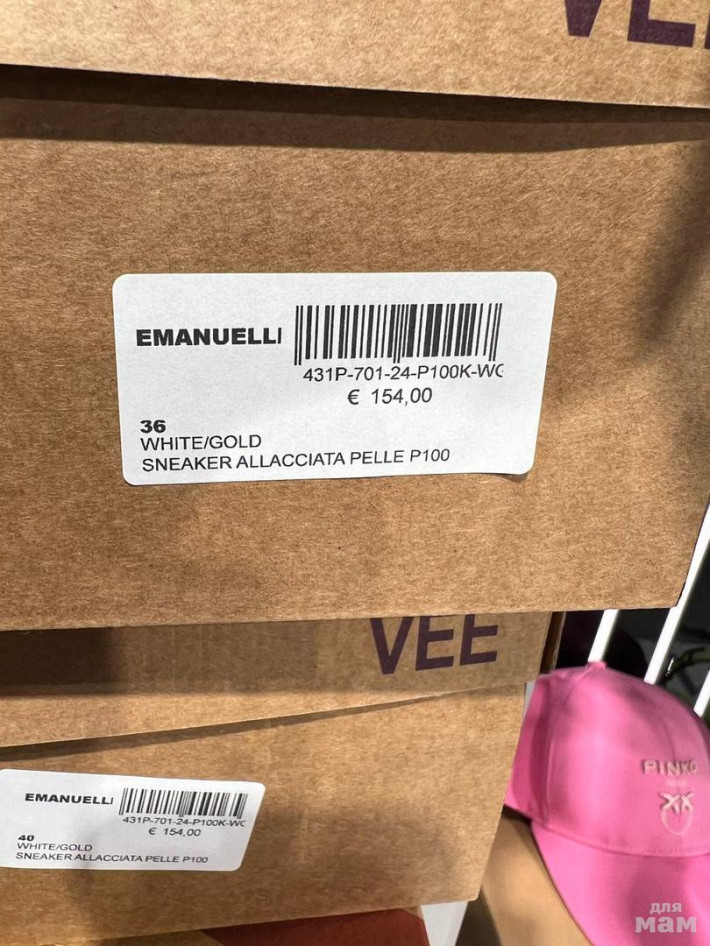 VEE
EMANUELLI
431P-701-24-P100K-WG
€ 154,00
36
WHITE/GOLD
SNEAKER ALLACCIATA PELLE P100
VEE
EMANUELLI
431P-701-24-P100K-WC
€ 154,00
40
WHITE/GOLD
SNEAKER ALLACCIATA PELLE P100
PINKO
для
мам